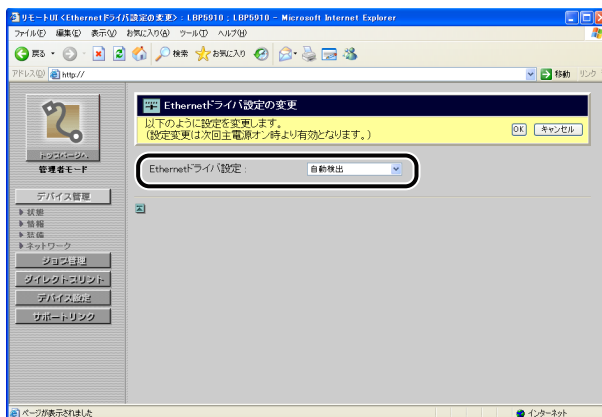 リモートUI <Ethernetドライバ設定の変更> : LBP5910 ; LBP5910 - Microsoft Internet Explorer
ファイル(F) 編集(E) 表示(V) お気に入り(A) ツール(T) ヘルプ(H)
戻る 検索 お気に入り
アドレス(D) http:// 移動 リンク
Ethernetドライバ設定の変更
以下のように設定を変更します。
(設定変更は次回主電源オン時より有効となります。)
OK キャンセル
トップページへ
管理者モード
Ethernetドライバ設定 : 自動検出
デバイス管理
状態
情報
装備
ネットワーク
ジョブ管理
ダイレクトプリント
デバイス設定
サポートリンク
ページが表示されました インターネット